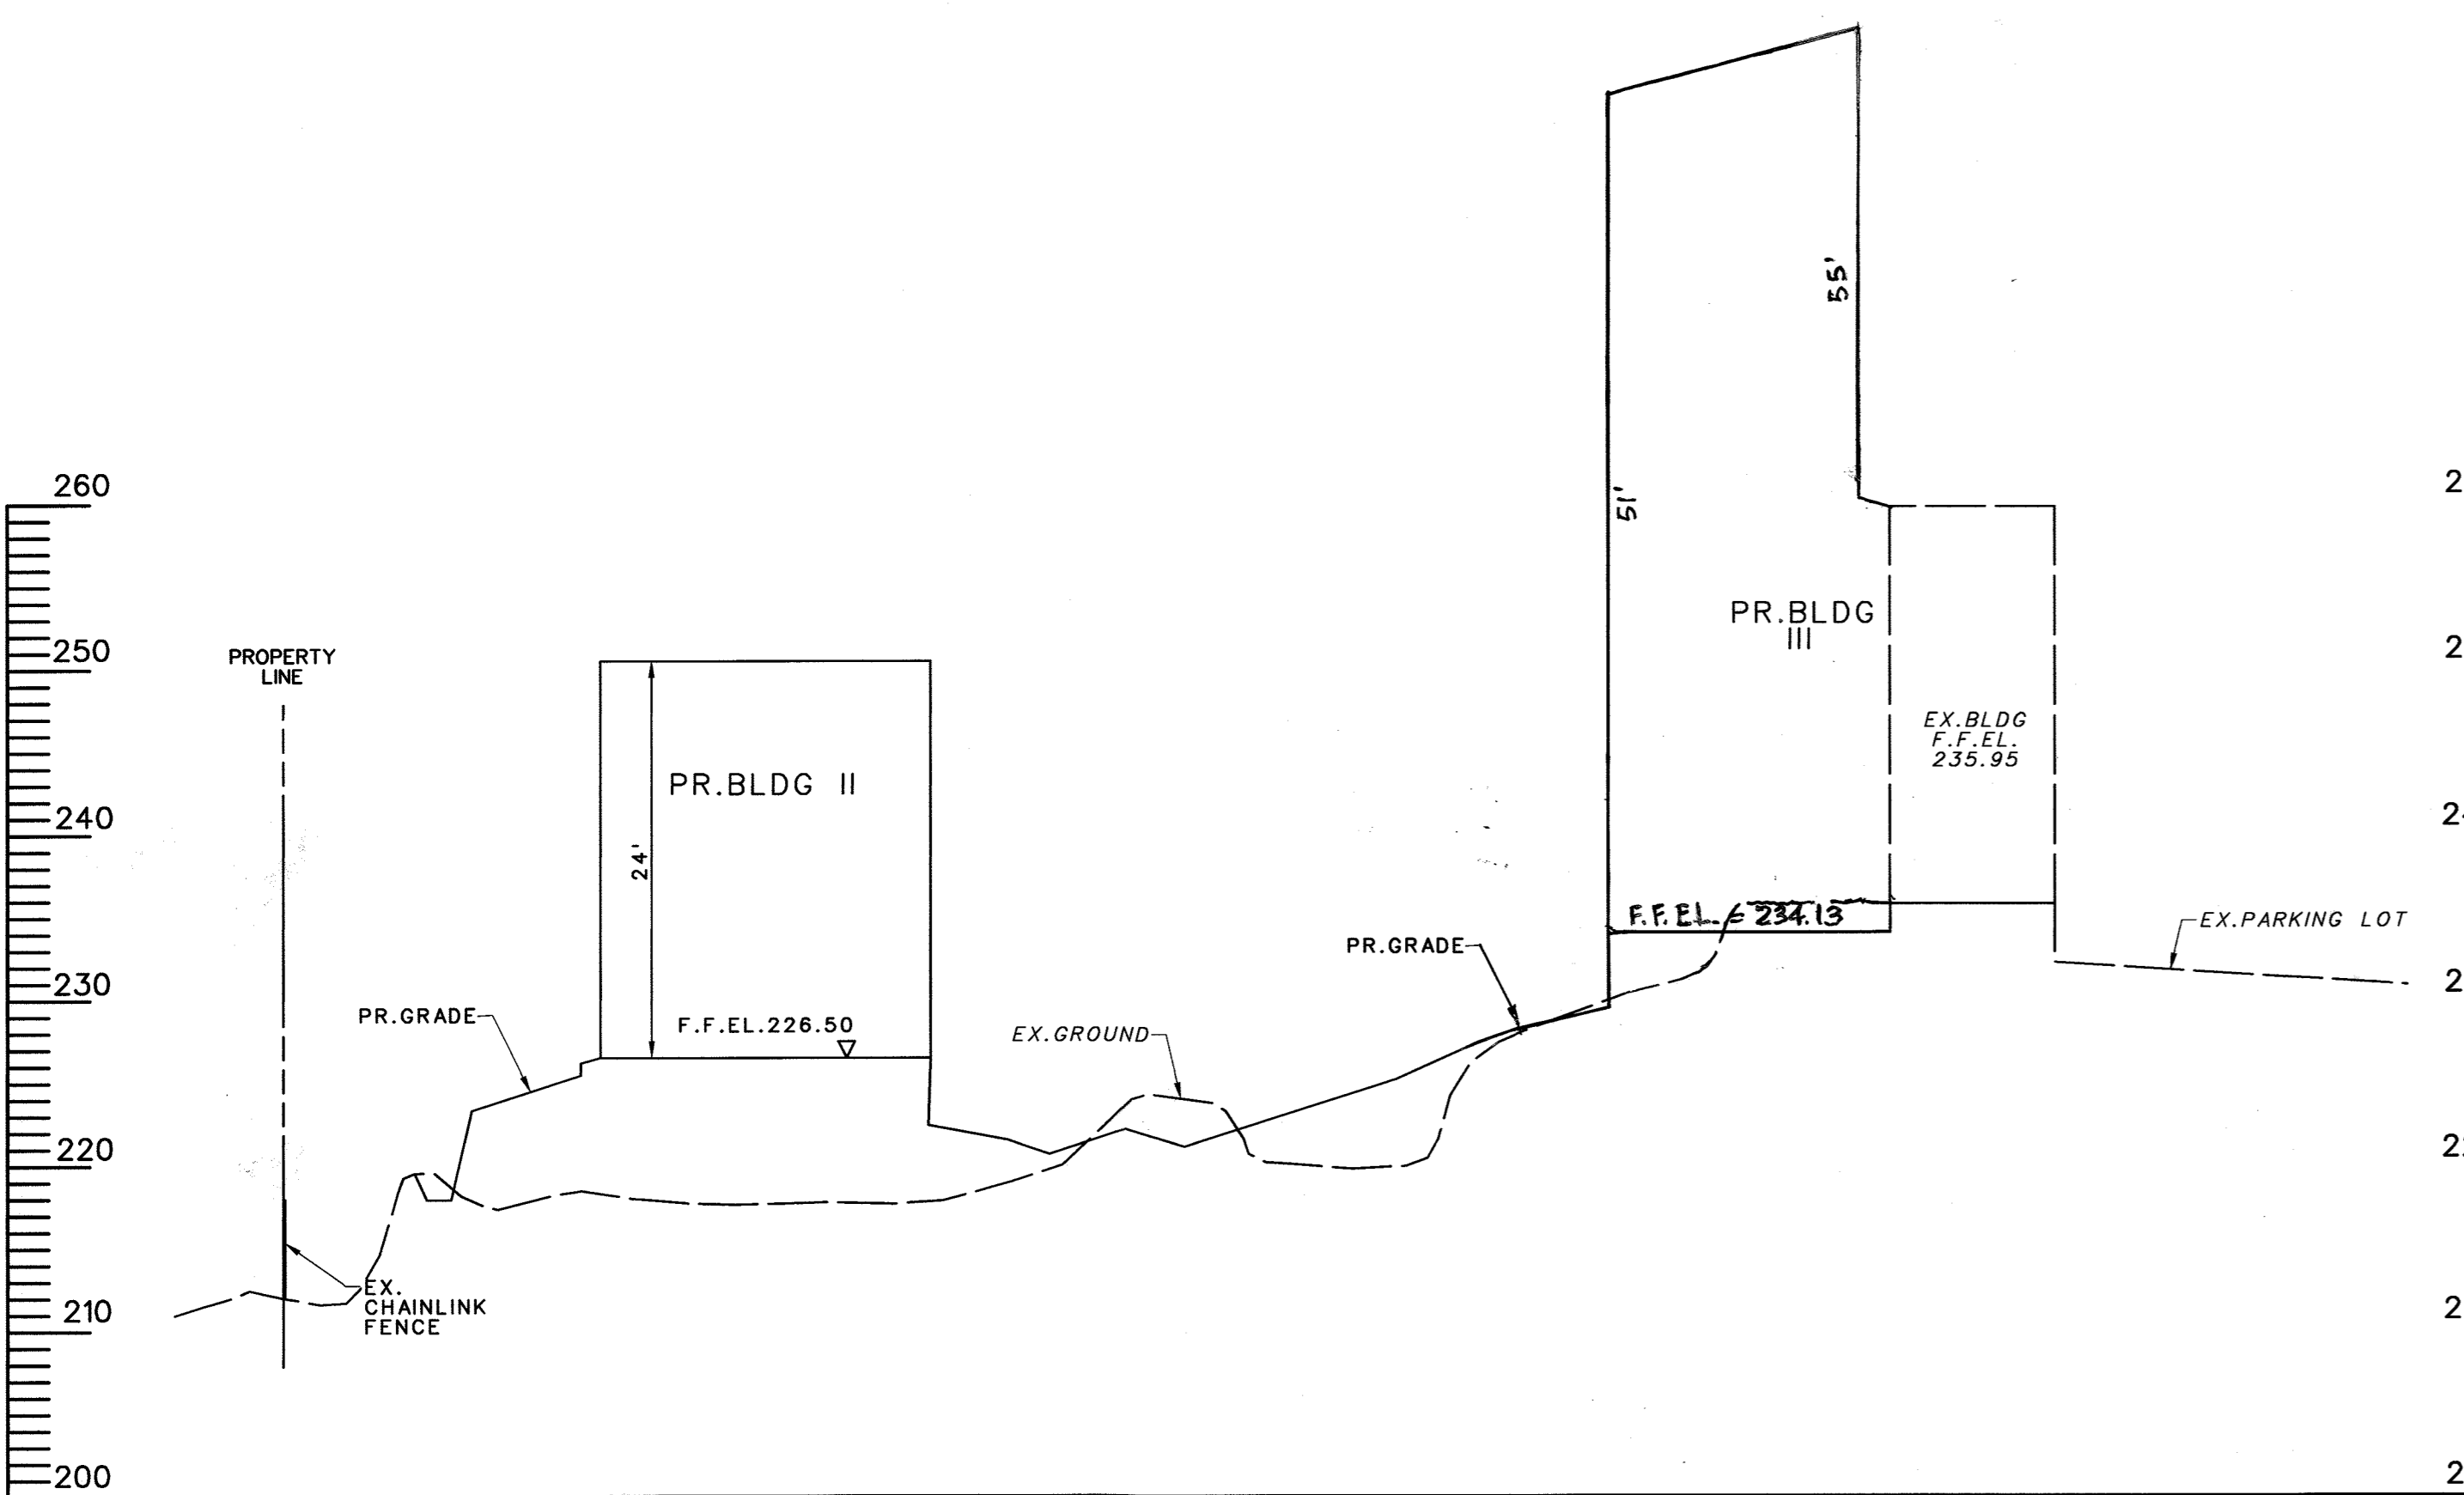 260
2
250
2
PROPERTY
LINE
PR.BLDG II
24'
F.F.EL.226.50
PR.GRADE
55'
51'
PR.BLDG
III
EX.BLDG
F.F.EL.
235.95
240
24
F.F.EL. = 234.13
PR.GRADE
EX.PARKING LOT
230
2
EX.GROUND
220
22
EX.
CHAINLINK
FENCE
210
2
200
2